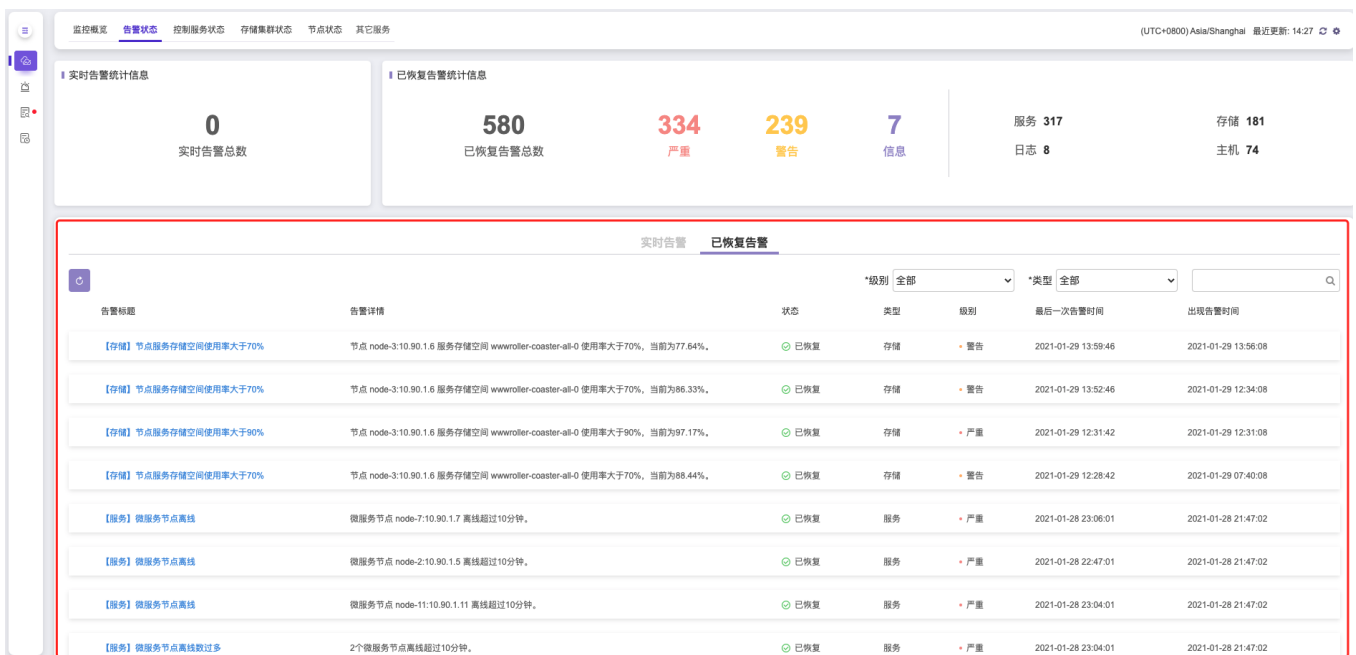 监控概览 告警状态 控制服务状态 存储集群状态 节点状态 其它服务 (UTC+0800) Asia/Shanghai 最近更新: 14:27
实时告警统计信息 已恢复告警统计信息
0 580 334 239 7 服务 317 存储 181
实时告警总数 已恢复告警总数 严重 警告 信息 日志 8 主机 74
实时告警 已恢复告警
*级别 全部 *类型 全部
告警标题 告警详情 状态 类型 级别 最后一次告警时间 出现告警时间
【存储】节点服务存储空间使用率大于70% 节点 node-3:10.90.1.6 服务存储空间 wwwroller-coaster-all-0 使用率大于70%，当前为77.64%。 已恢复 存储 警告 2021-01-29 13:59:46 2021-01-29 13:56:08
【存储】节点服务存储空间使用率大于70% 节点 node-3:10.90.1.6 服务存储空间 wwwroller-coaster-all-0 使用率大于70%，当前为86.33%。 已恢复 存储 警告 2021-01-29 13:52:46 2021-01-29 12:34:08
【存储】节点服务存储空间使用率大于90% 节点 node-3:10.90.1.6 服务存储空间 wwwroller-coaster-all-0 使用率大于90%，当前为97.17%。 已恢复 存储 严重 2021-01-29 12:31:42 2021-01-29 12:31:08
【存储】节点服务存储空间使用率大于70% 节点 node-3:10.90.1.6 服务存储空间 wwwroller-coaster-all-0 使用率大于70%，当前为88.44%。 已恢复 存储 警告 2021-01-29 12:28:42 2021-01-29 07:40:08
【服务】微服务节点离线 微服务节点 node-7:10.90.1.7 离线超过10分钟。 已恢复 服务 严重 2021-01-28 23:06:01 2021-01-28 21:47:02
【服务】微服务节点离线 微服务节点 node-2:10.90.1.5 离线超过10分钟。 已恢复 服务 严重 2021-01-28 22:47:01 2021-01-28 21:47:02
【服务】微服务节点离线 微服务节点 node-11:10.90.1.11 离线超过10分钟。 已恢复 服务 严重 2021-01-28 23:04:01 2021-01-28 21:47:02
【服务】微服务节点离线数过多 2个微服务节点离线超过10分钟。 已恢复 服务 严重 2021-01-28 23:04:01 2021-01-28 21:47:02